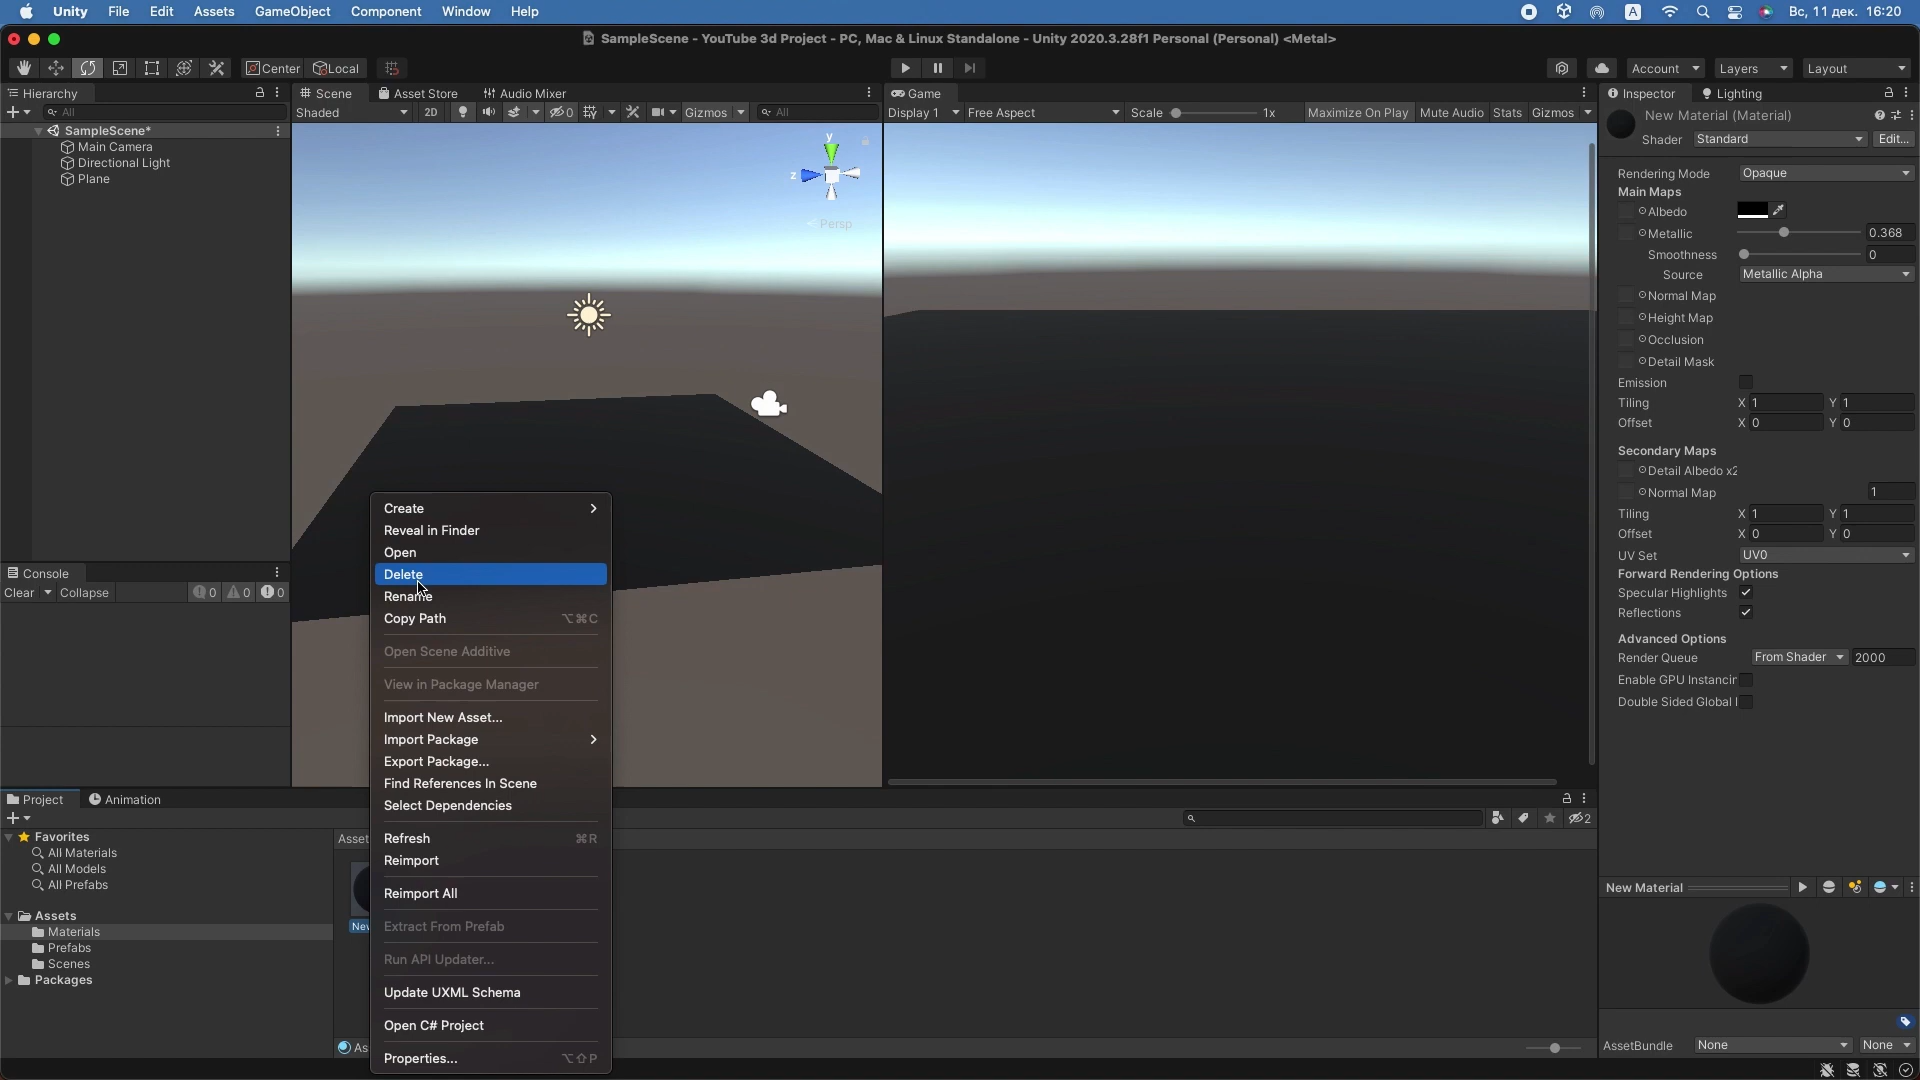 Unity File Edit Assets GameObject Component Window Help A Вс, 11 дек. 16:20
SampleScene - YouTube 3d Project - PC, Mac & Linux Standalone - Unity 2020.3.28f1 Personal (Personal) <Metal>
Center Local Account Layers Layout
Hierarchy
All
SampleScene*
Main Camera
Directional Light
Plane
Scene Asset Store Audio Mixer
Shaded 2D 0 Gizmos All
y
z
Persp
Game
Display 1 Free Aspect Scale 1x Maximize On Play Mute Audio Stats Gizmos
Inspector Lighting
New Material (Material)
Shader Standard Edit...
Rendering Mode Opaque
Main Maps
Albedo
Metallic 0.368
Smoothness 0
Source Metallic Alpha
Normal Map
Height Map
Occlusion
Detail Mask
Emission
Tiling X 1 Y 1
Offset X 0 Y 0
Secondary Maps
Detail Albedo x2
Normal Map 1
Tiling X 1 Y 1
Offset X 0 Y 0
UV Set UV0
Forward Rendering Options
Specular Highlights
Reflections
Advanced Options
Render Queue From Shader 2000
Enable GPU Instancin
Double Sided Global I
New Material
AssetBundle None None
Console
Clear Collapse 0 0 0
Create
Reveal in Finder
Open
Delete
Rename
Copy Path ⌥⌘C
Open Scene Additive
View in Package Manager
Import New Asset...
Import Package
Export Package...
Find References In Scene
Select Dependencies
Refresh ⌘R
Reimport
Reimport All
Extract From Prefab
Run API Updater...
Update UXML Schema
Open C# Project
Properties... ⌥⇧P
Project Animation
2
Favorites
All Materials
All Models
All Prefabs
Assets
Materials
Prefabs
Scenes
Packages
Asset
New
As